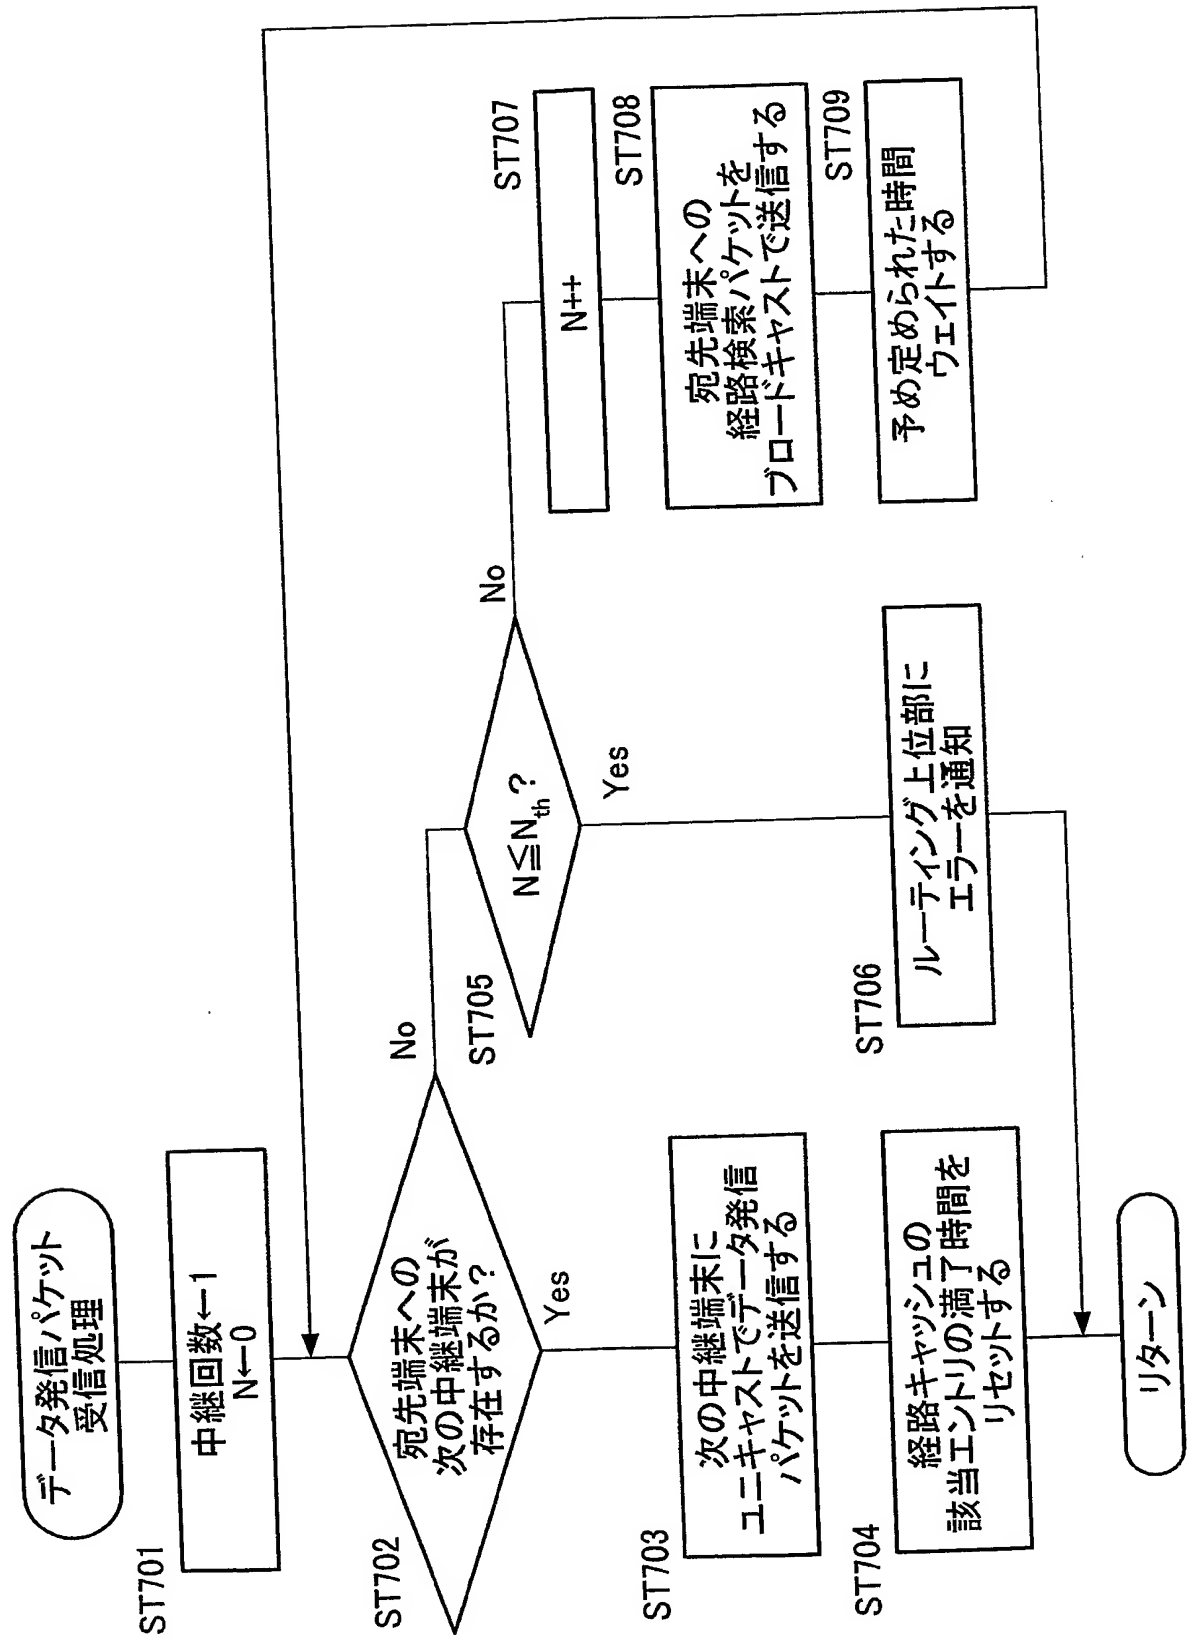 データ発信パケット
受信処理
ST701
中継回数←1
N←0
ST702
宛先端末への
次の中継端末が
存在するか?
No
Yes
ST703
次の中継端末に
ユニキャストでデータ発信
パケットを送信する
ST704
経路キャッシュの
該当エントリの満了時間を
リセットする
リターン
ST705
N≦Nth?
No
Yes
ST706
ルーティング上位部に
エラーを通知
ST707
N++
ST708
宛先端末への
経路検索パケットを
ブロードキャストで送信する
ST709
予め定められた時間
ウェイトする